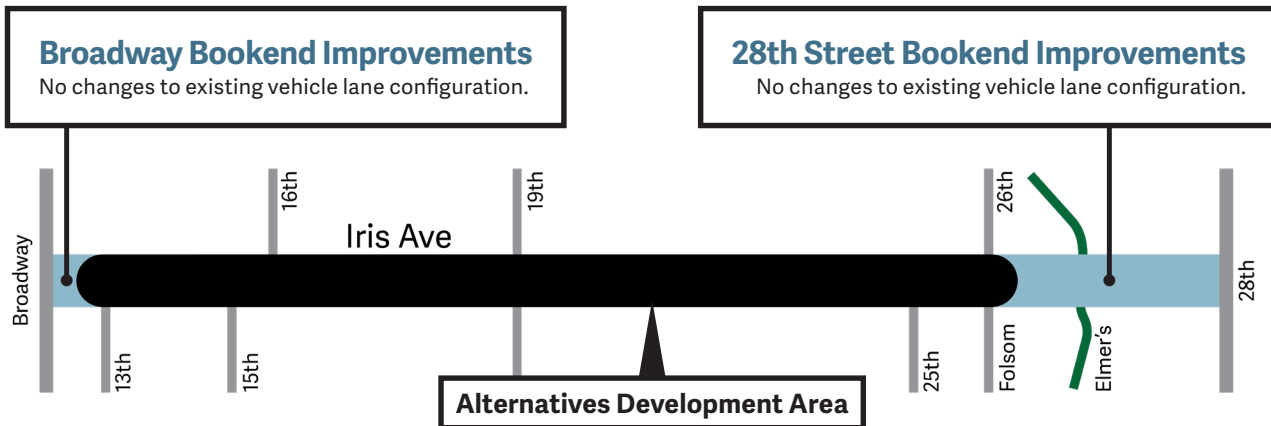 Broadway Bookend Improvements
No changes to existing vehicle lane configuration.
28th Street Bookend Improvements
No changes to existing vehicle lane configuration.
Broadway
16th
19th
26th
Iris Ave
28th
13th
15th
25th
Folsom
Elmer's
Alternatives Development Area